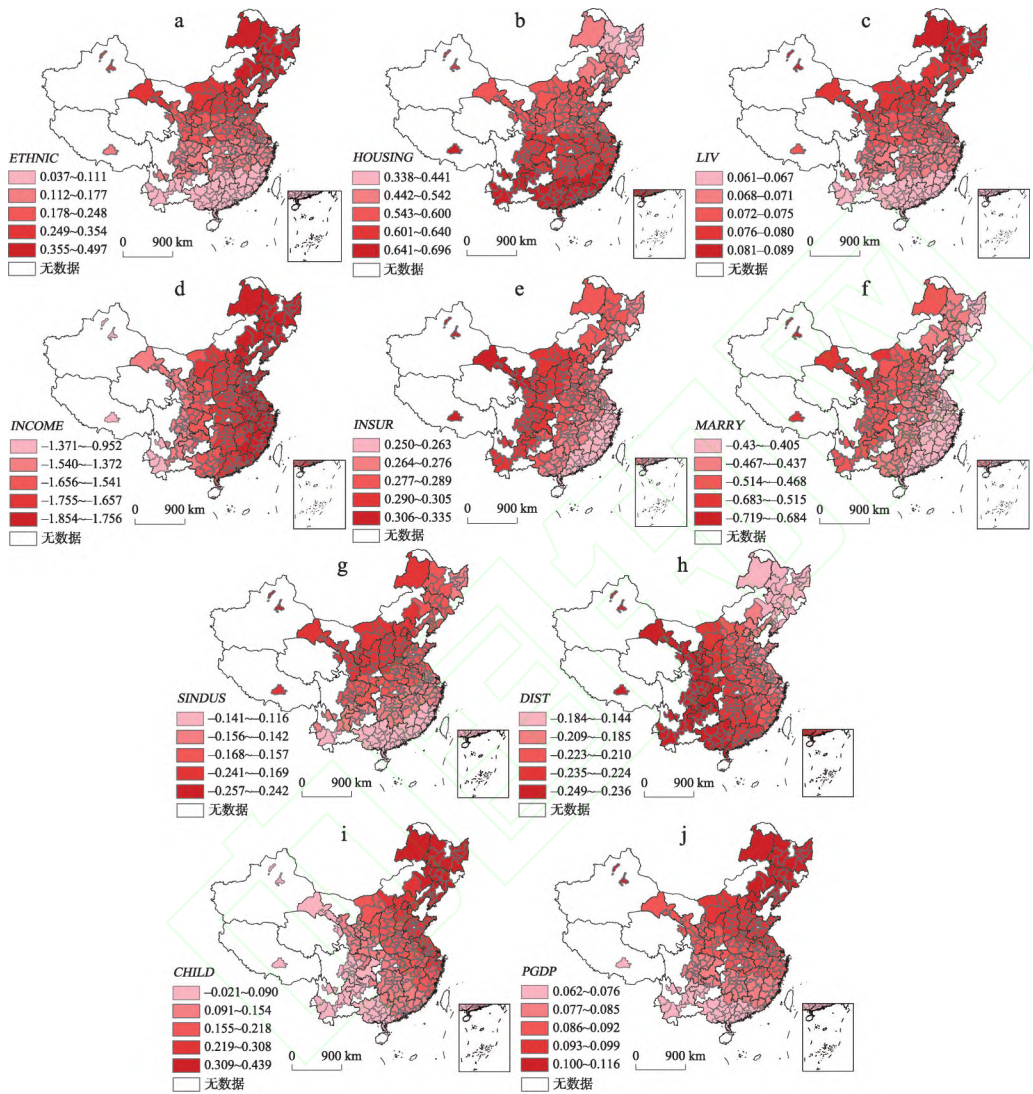 a
ETHNIC
0.037~0.111
0.112~0.177
0.178~0.248
0.249~0.354
0.355~0.497
无数据
0 900 km
b
HOUSING
0.338~0.441
0.442~0.542
0.543~0.600
0.601~0.640
0.641~0.696
无数据
0 900 km
c
LIV
0.061–0.067
0.068–0.071
0.072–0.075
0.076–0.080
0.081–0.089
无数据
0 900 km
d
INCOME
−1.371~−0.952
−1.540~−1.372
−1.656~−1.541
−1.755~−1.657
−1.854~−1.756
无数据
0 900 km
e
INSUR
0.250~0.263
0.264~0.276
0.277~0.289
0.290~0.305
0.306~0.335
无数据
0 900 km
f
MARRY
−0.43~−0.405
−0.467~−0.437
−0.514~−0.468
−0.683~−0.515
−0.719~−0.684
无数据
0 900 km
g
SINDUS
−0.141~−0.116
−0.156~−0.142
−0.168~−0.157
−0.241~−0.169
−0.257~−0.242
无数据
0 900 km
h
DIST
−0.184~−0.144
−0.209~−0.185
−0.223~−0.210
−0.235~−0.224
−0.249~−0.236
无数据
0 900 km
i
CHILD
−0.021~0.090
0.091~0.154
0.155~0.218
0.219~0.308
0.309~0.439
无数据
0 900 km
j
PGDP
0.062~0.076
0.077~0.085
0.086~0.092
0.093~0.099
0.100~0.116
无数据
0 900 km